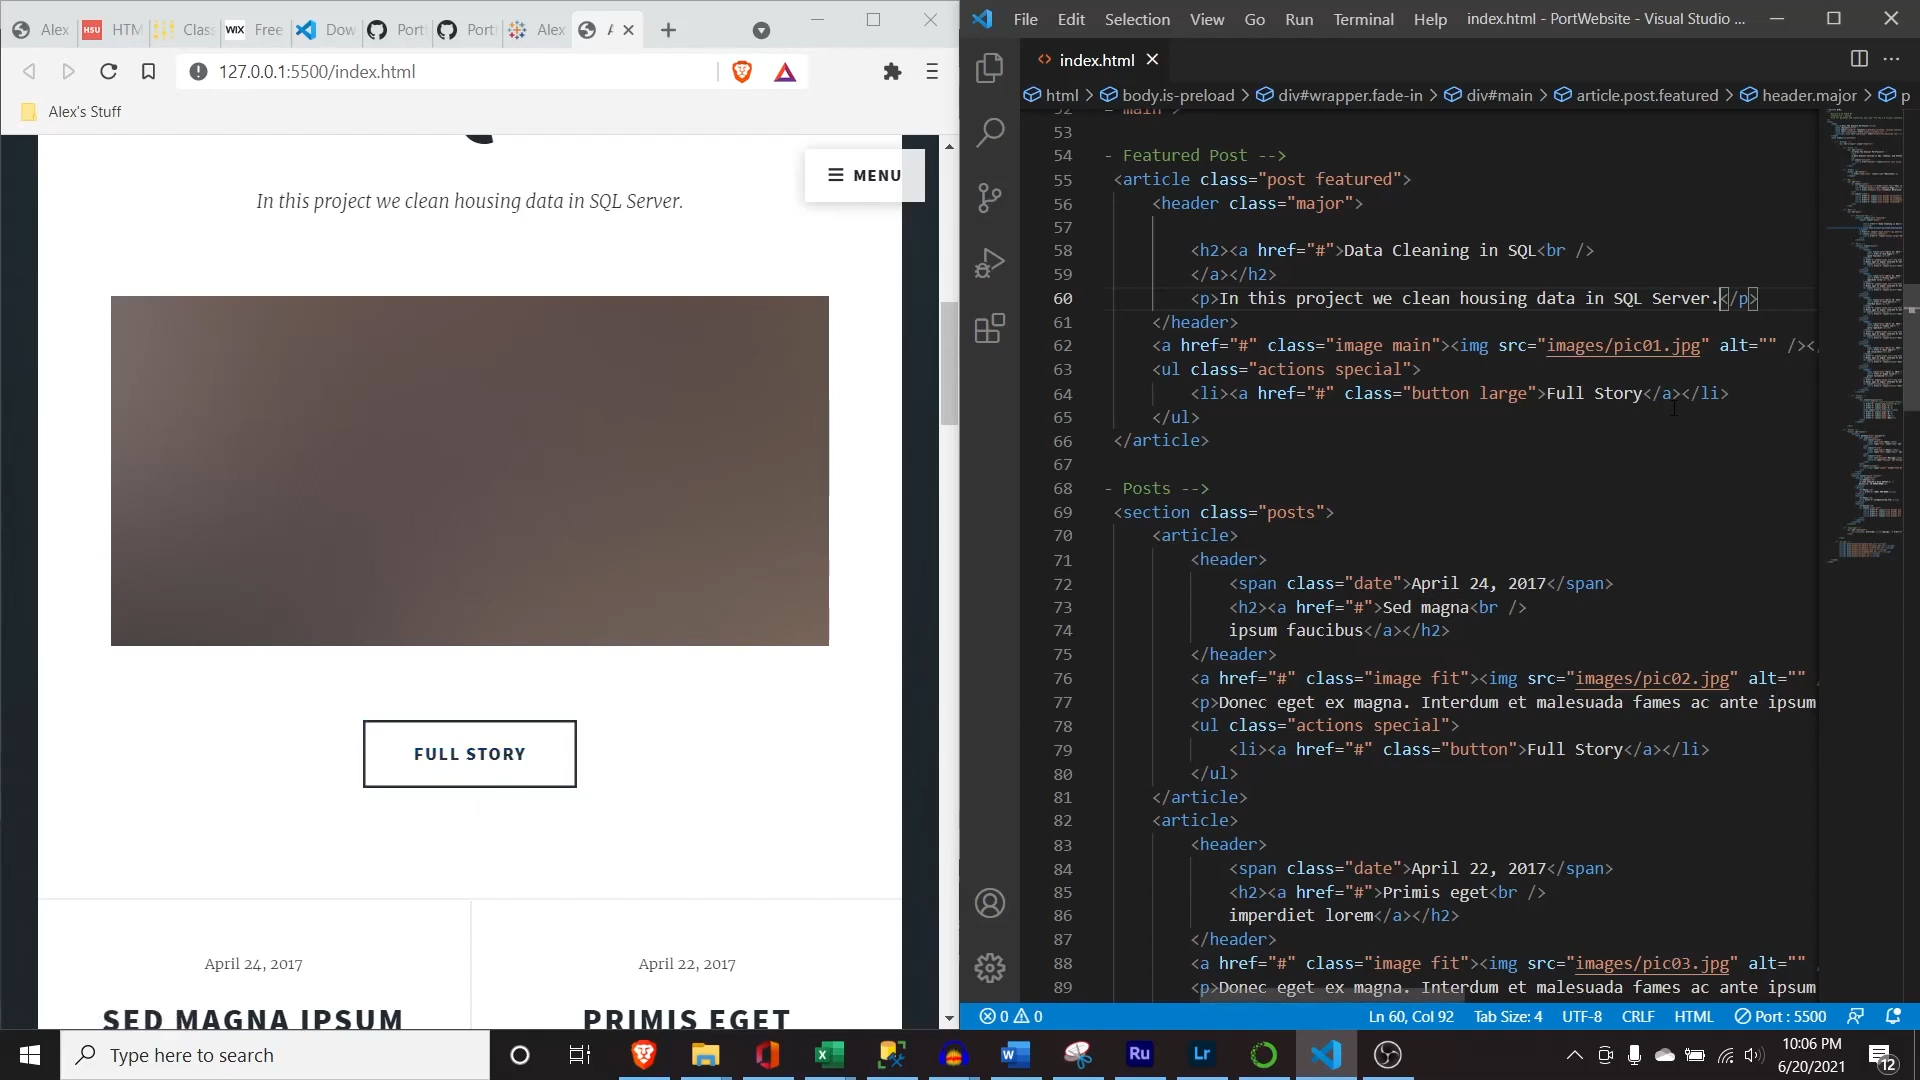 Alex
HSU HTM
Clas
WIX Free
Dow
Port
Port
Alex
File Edit Selection View Go Run Terminal Help index.html - PortWebsite - Visual Studio ...
127.0.0.1:5500/index.html
Alex's Stuff
index.html
html > body.is-preload > div#wrapper.fade-in > div#main > article.post.featured > header.major > p
MENU
In this project we clean housing data in SQL Server.
FULL STORY
April 24, 2017
April 22, 2017
SED MAGNA IPSUM
PRIMIS EGET
53
54 - Featured Post -->
55 <article class="post featured">
56 <header class="major">
57
58 <h2><a href="#">Data Cleaning in SQL<br />
59 </a></h2>
60 <p>In this project we clean housing data in SQL Server.</p>
61 </header>
62 <a href="#" class="image main"><img src="images/pic01.jpg" alt="" /></
63 <ul class="actions special">
64 <li><a href="#" class="button large">Full Story</a></li>
65 </ul>
66 </article>
67
68 - Posts -->
69 <section class="posts">
70 <article>
71 <header>
72 <span class="date">April 24, 2017</span>
73 <h2><a href="#">Sed magna<br />
74 ipsum faucibus</a></h2>
75 </header>
76 <a href="#" class="image fit"><img src="images/pic02.jpg" alt=""
77 <p>Donec eget ex magna. Interdum et malesuada fames ac ante ipsum
78 <ul class="actions special">
79 <li><a href="#" class="button">Full Story</a></li>
80 </ul>
81 </article>
82 <article>
83 <header>
84 <span class="date">April 22, 2017</span>
85 <h2><a href="#">Primis eget<br />
86 imperdiet lorem</a></h2>
87 </header>
88 <a href="#" class="image fit"><img src="images/pic03.jpg" alt=""
89 <p>Donec eget ex magna. Interdum et malesuada fames ac ante ipsum
0 0 Ln 60, Col 92 Tab Size: 4 UTF-8 CRLF HTML Port : 5500
Type here to search
Ru
Lr
10:06 PM
6/20/2021
12